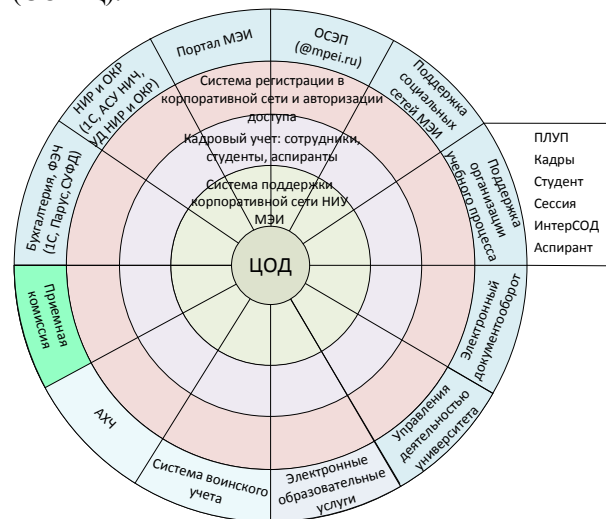 Портал МЭИ
ОСЭП
(@mpei.ru)
Поддержка
социальных
сетей МЭИ
НИР и ОКР
(1С, АСУ НИЧ,
УД НИР и ОКР)
Система регистрации в
корпоративной сети и авторизации
доступа
Бухгалтерия, ФЭЧ
(1С, Парус,СУФД)
Кадровый учет: сотрудники,
студенты, аспиранты
Поддержка
организации
учебного процесса
ПЛУП
Кадры
Студент
Сессия
ИнтерСОД
Аспирант
Система поддержки
корпоративной сети НИУ
МЭИ
ЦОД
Приемная
комиссия
Электронный
документооборот
АХЧ
Управления
деятельностью
университета
Система воинского
учета
Электронные
образовательные
услуги